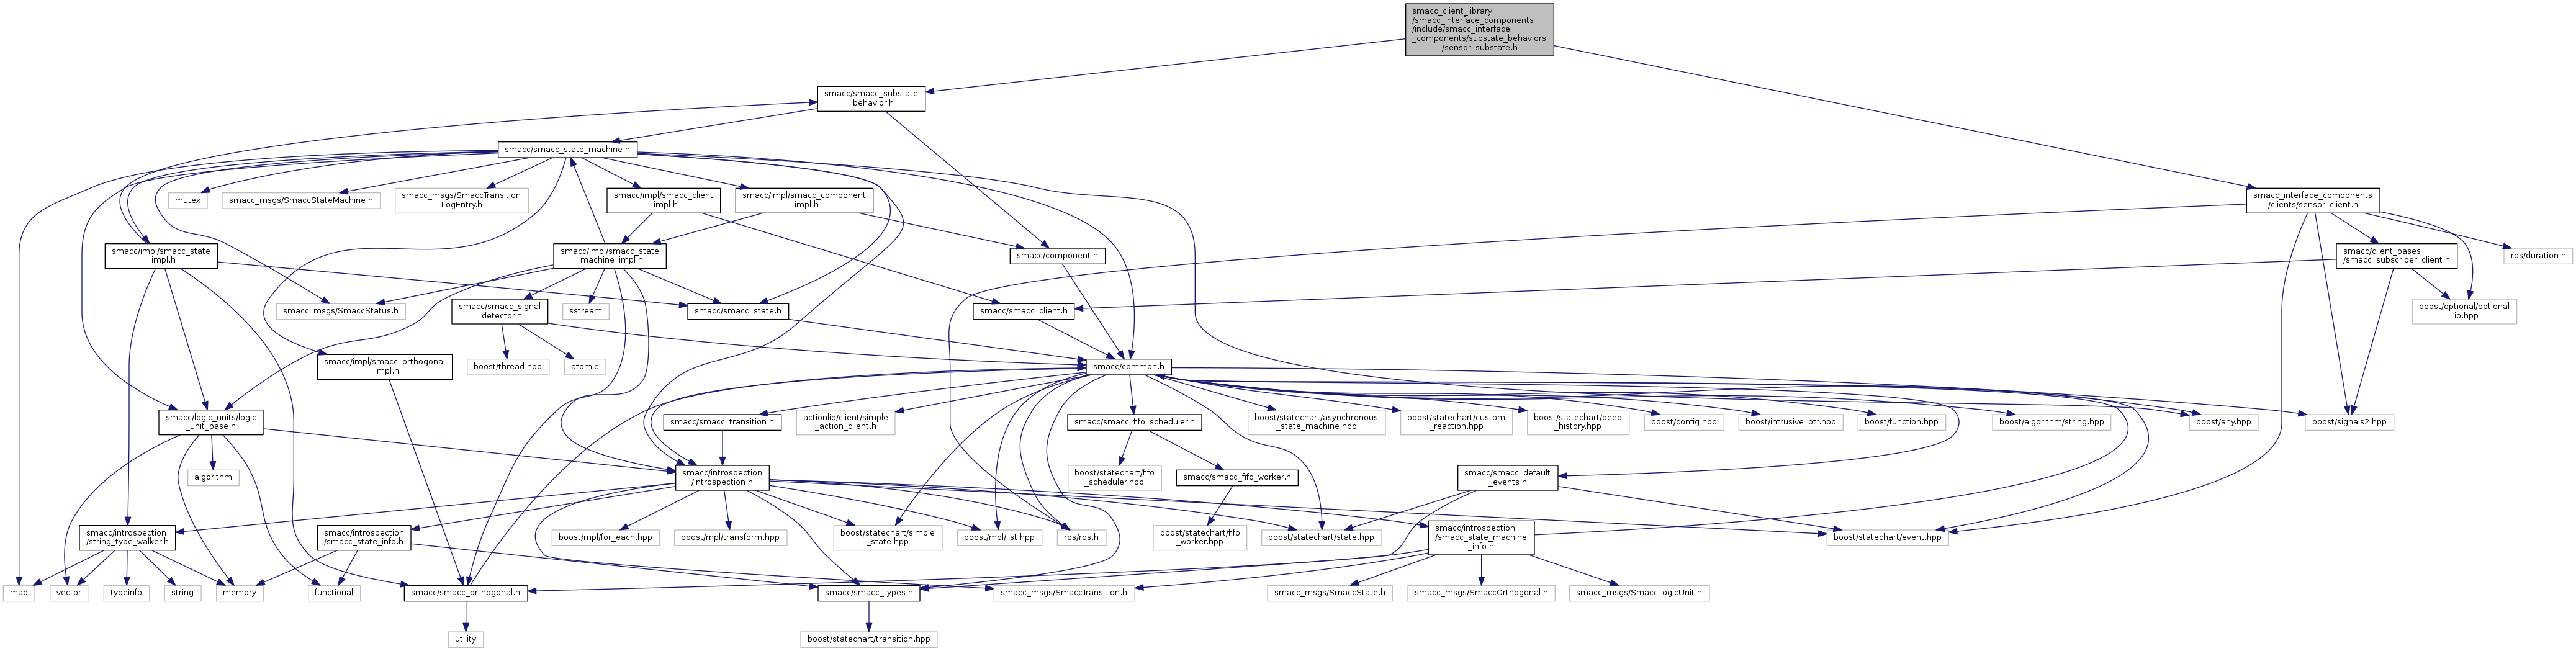 smacc_client_library
/smacc_interface_components
/include/smacc_interface
_components/substate_behaviors
/sensor_substate.h
smacc/smacc_substate
_behavior.h
smacc/smacc_state_machine.h
mutex
smacc_msgs/SmaccStateMachine.h
smacc_msgs/SmaccTransition
LogEntry.h
smacc/impl/smacc_client
_impl.h
smacc/impl/smacc_component
_impl.h
smacc_interface_components
/clients/sensor_client.h
smacc/impl/smacc_state
_impl.h
smacc/impl/smacc_state
_machine_impl.h
smacc/component.h
smacc/client_bases
/smacc_subscriber_client.h
ros/duration.h
smacc_msgs/SmaccStatus.h
smacc/smacc_signal
_detector.h
sstream
smacc/smacc_state.h
smacc/smacc_client.h
boost/optional/optional
_io.hpp
smacc/impl/smacc_orthogonal
_impl.h
boost/thread.hpp
atomic
smacc/common.h
smacc/logic_units/logic
_unit_base.h
smacc/smacc_transition.h
actionlib/client/simple
_action_client.h
smacc/smacc_fifo_scheduler.h
boost/statechart/asynchronous
_state_machine.hpp
boost/statechart/custom
_reaction.hpp
boost/statechart/deep
_history.hpp
boost/config.hpp
boost/intrusive_ptr.hpp
boost/function.hpp
boost/algorithm/string.hpp
boost/any.hpp
boost/signals2.hpp
algorithm
smacc/introspection
/introspection.h
boost/statechart/fifo
_scheduler.hpp
smacc/smacc_fifo_worker.h
smacc/smacc_default
_events.h
smacc/introspection
/string_type_walker.h
smacc/introspection
/smacc_state_info.h
boost/mpl/for_each.hpp
boost/mpl/transform.hpp
boost/statechart/simple
_state.hpp
boost/mpl/list.hpp
ros/ros.h
boost/statechart/fifo
_worker.hpp
boost/statechart/state.hpp
smacc/introspection
/smacc_state_machine
_info.h
boost/statechart/event.hpp
map
vector
typeinfo
string
memory
functional
smacc/smacc_orthogonal.h
smacc/smacc_types.h
smacc_msgs/SmaccTransition.h
smacc_msgs/SmaccState.h
smacc_msgs/SmaccOrthogonal.h
smacc_msgs/SmaccLogicUnit.h
utility
boost/statechart/transition.hpp